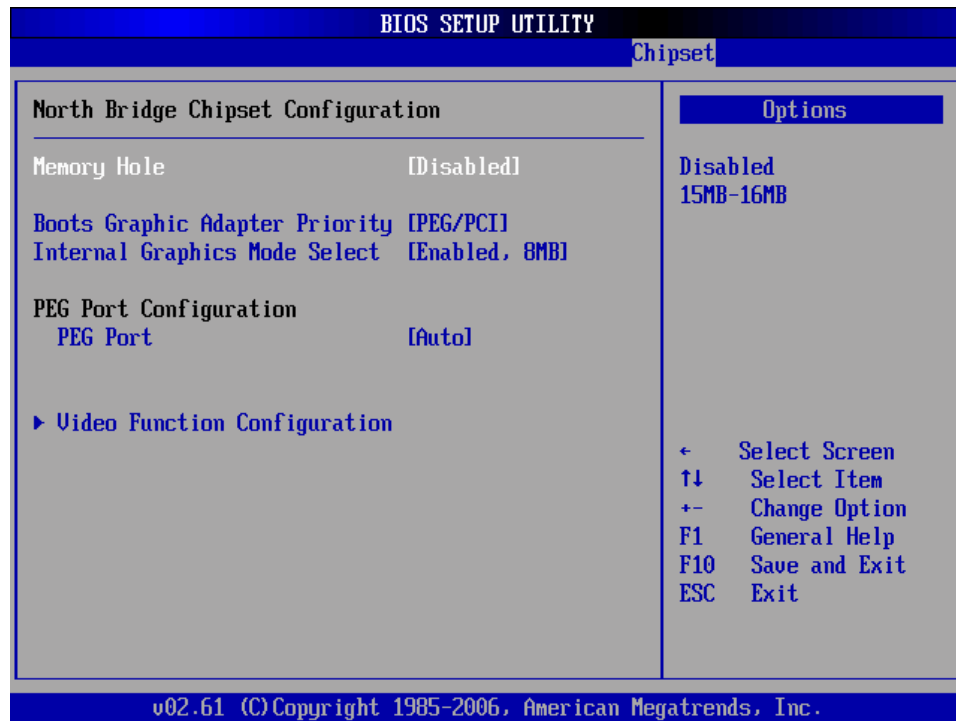 BIOS SETUP UTILITY
Chipset
North Bridge Chipset Configuration
Memory Hole [Disabled]
Boots Graphic Adapter Priority [PEG/PCI]
Internal Graphics Mode Select [Enabled, 8MB]
PEG Port Configuration
PEG Port [Auto]
▶ Video Function Configuration
Options
Disabled
15MB-16MB
← Select Screen
↑↓ Select Item
+- Change Option
F1 General Help
F10 Save and Exit
ESC Exit
v02.61 (C)Copyright 1985-2006, American Megatrends, Inc.